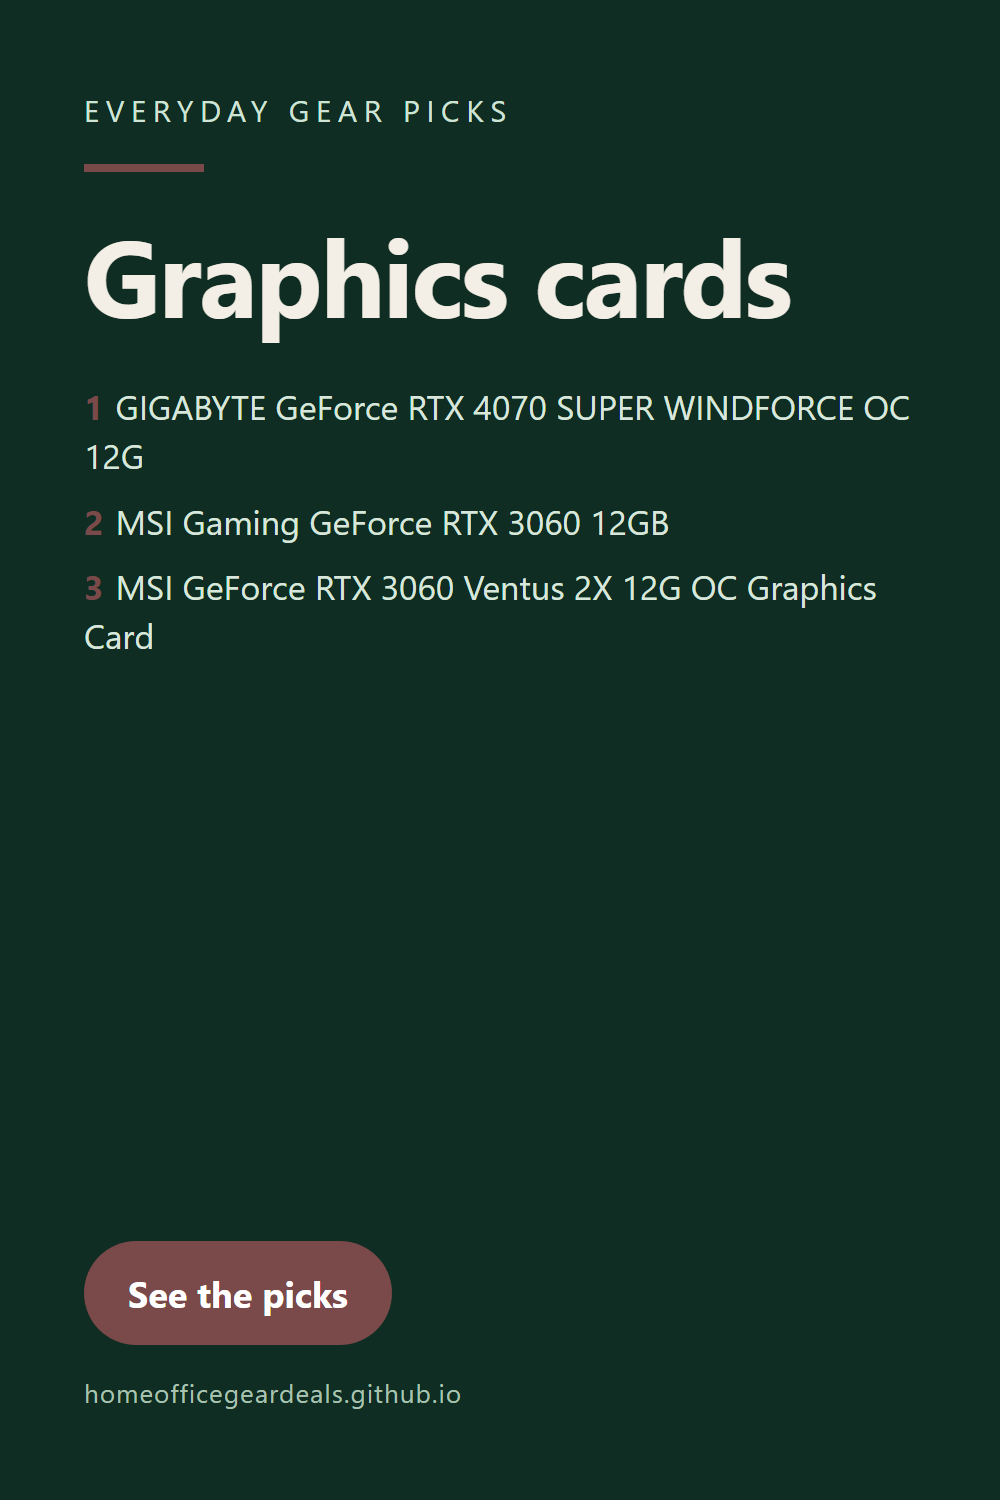 EVERYDAY GEAR PICKS
Graphics cards
1 GIGABYTE GeForce RTX 4070 SUPER WINDFORCE OC
12G
2 MSI Gaming GeForce RTX 3060 12GB
3 MSI GeForce RTX 3060 Ventus 2X 12G OC Graphics
Card
See the picks
homeofficegeardeals.github.io